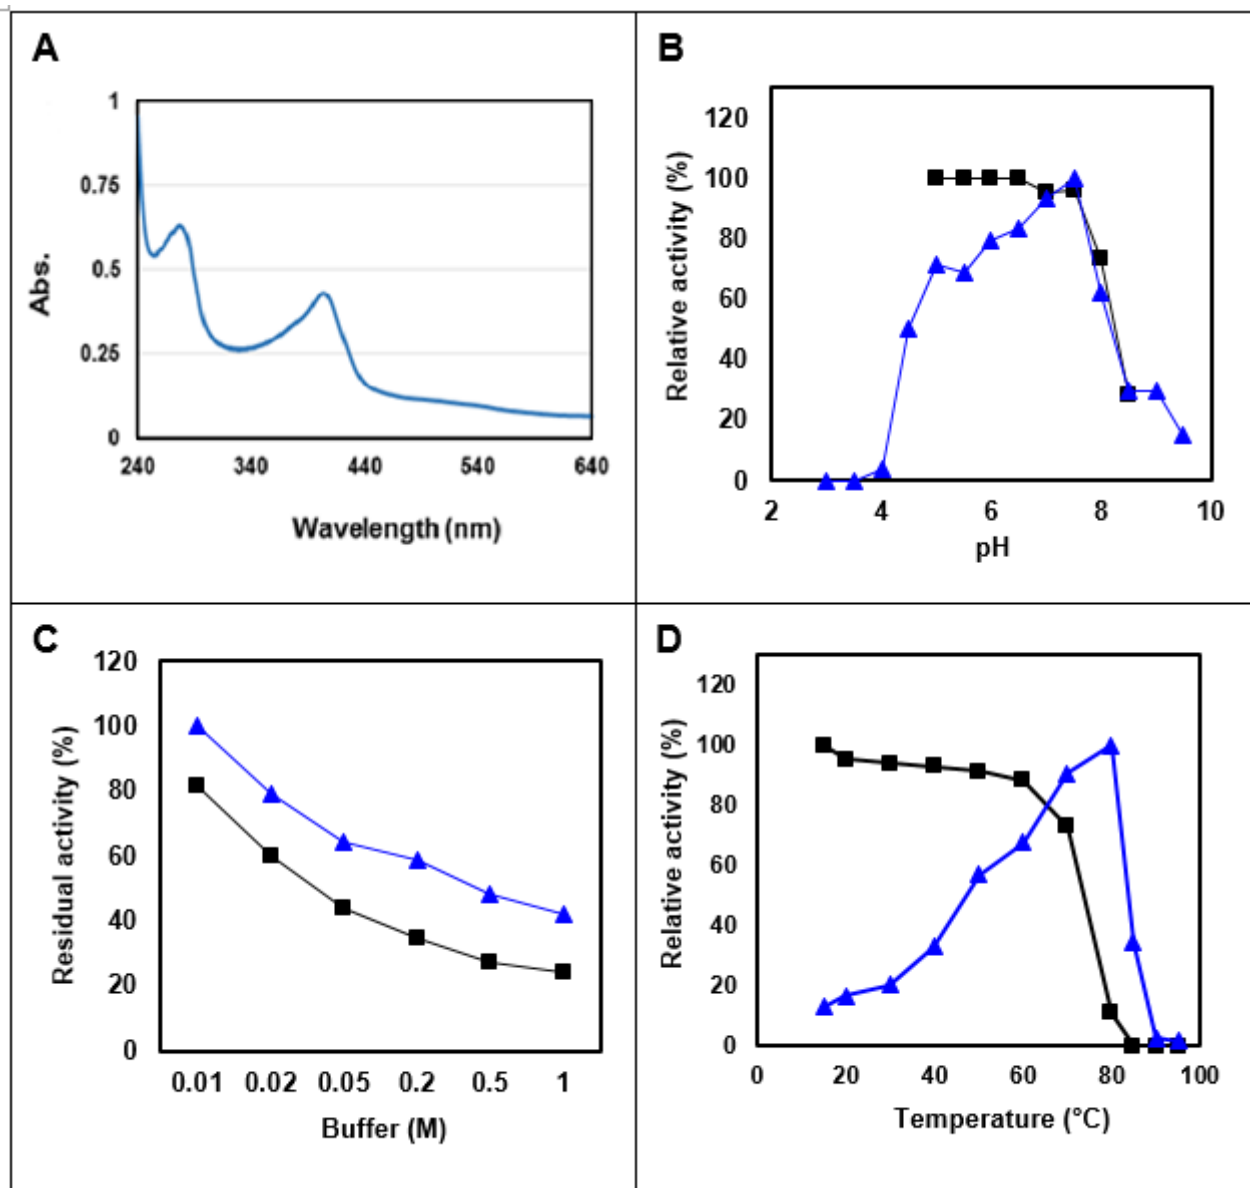 A
1
0.75
0.5
0.25
0
Abs.
240 340 440 540 640
Wavelength (nm)
B
120
100
80
60
40
20
0
Relative activity (%)
2 4 6 8 10
pH
C
120
100
80
60
40
20
0
Residual activity (%)
0.01 0.02 0.05 0.2 0.5 1
Buffer (M)
D
120
100
80
60
40
20
0
Relative activity (%)
0 20 40 60 80 100
Temperature (°C)